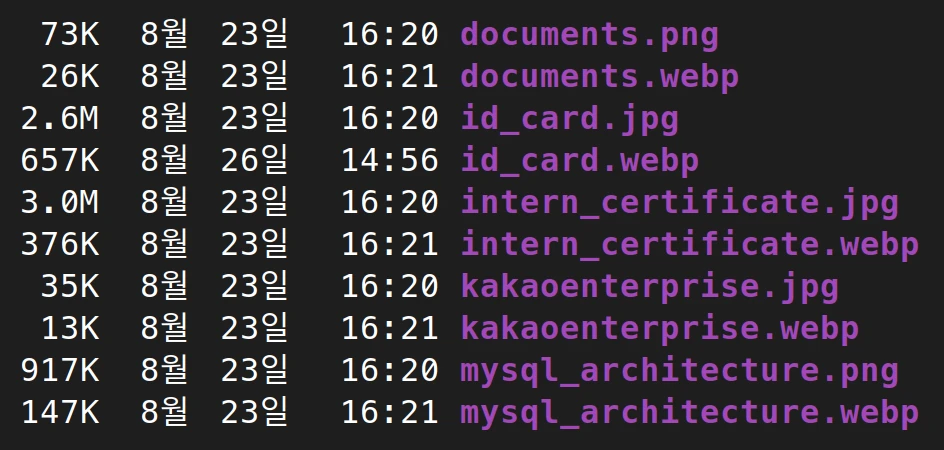 73K 8월 23일 16:20 documents.png
26K 8월 23일 16:21 documents.webp
2.6M 8월 23일 16:20 id_card.jpg
657K 8월 26일 14:56 id_card.webp
3.0M 8월 23일 16:20 intern_certificate.jpg
376K 8월 23일 16:21 intern_certificate.webp
35K 8월 23일 16:20 kakaoenterprise.jpg
13K 8월 23일 16:21 kakaoenterprise.webp
917K 8월 23일 16:20 mysql_architecture.png
147K 8월 23일 16:21 mysql_architecture.webp